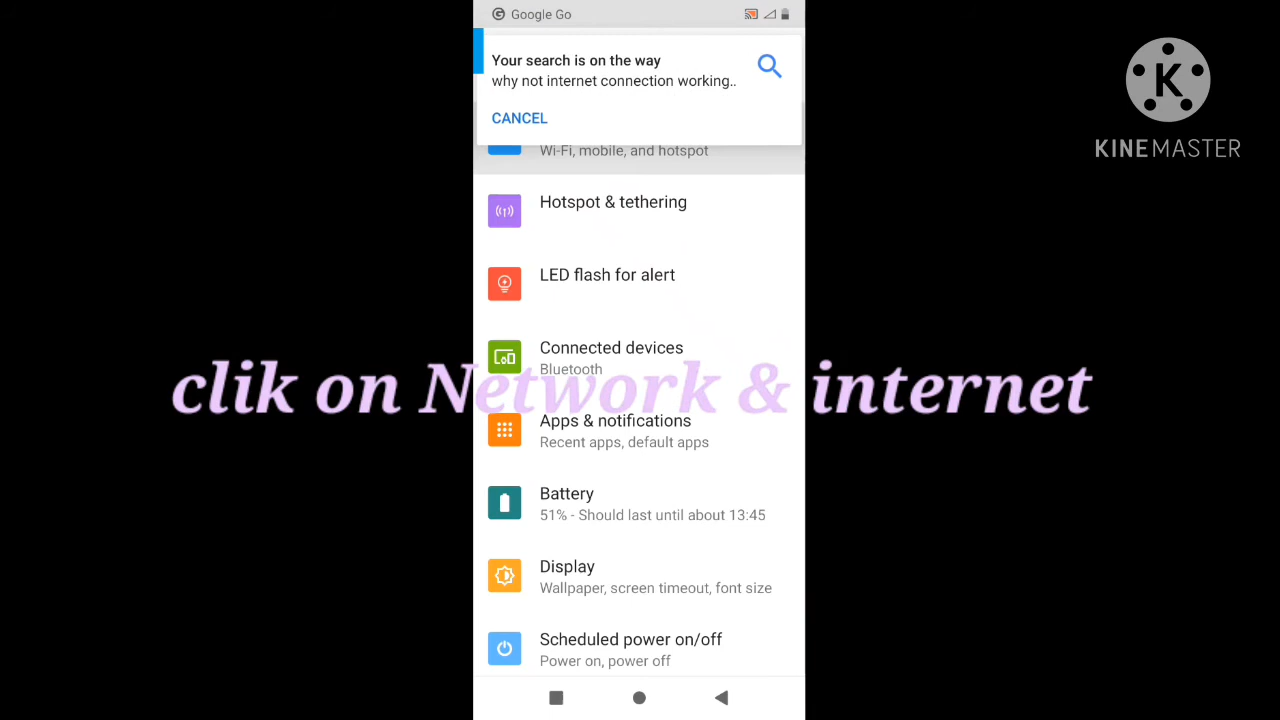 Google Go
Your search is on the way
why not internet connection working..
CANCEL
Wi-Fi, mobile, and hotspot
Hotspot & tethering
LED flash for alert
Connected devices
Bluetooth
clik on Network & internet
Apps & notifications
Recent apps, default apps
Battery
51% - Should last until about 13:45
Display
Wallpaper, screen timeout, font size
Scheduled power on/off
Power on, power off
K
KINEMASTER